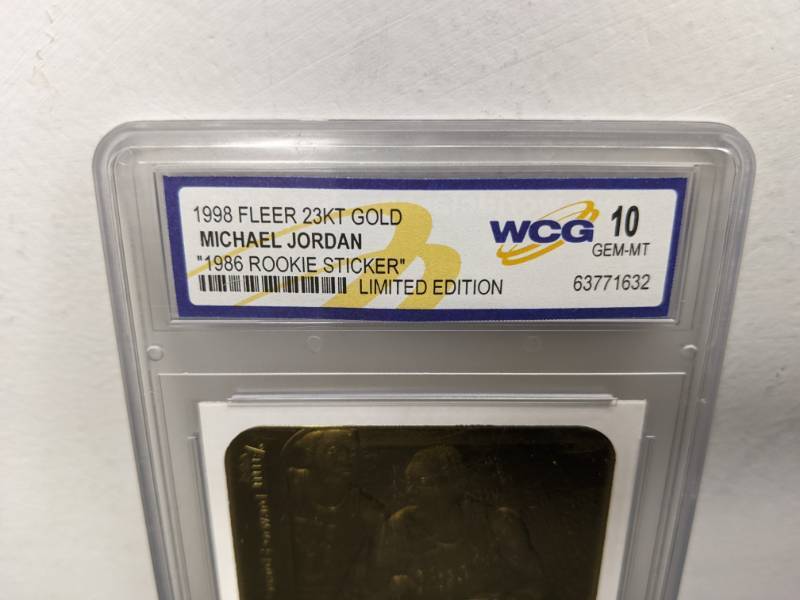 1998 FLEER 23KT GOLD
MICHAEL JORDAN
"1986 ROOKIE STICKER"
LIMITED EDITION
WCG 10
GEM-MT
63771632